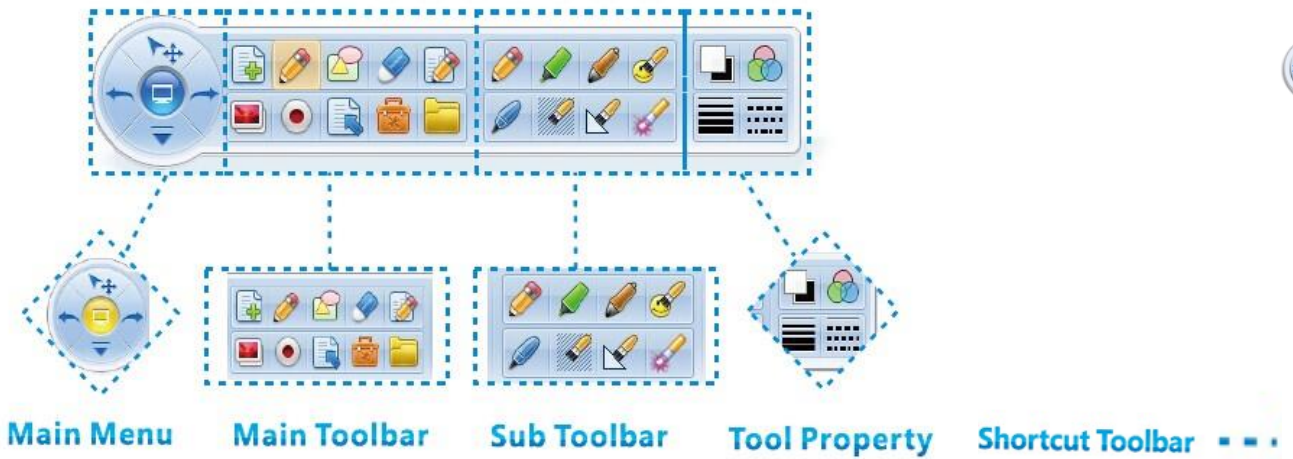 Main Menu
Main Toolbar
Sub Toolbar
Tool Property
Shortcut Toolbar